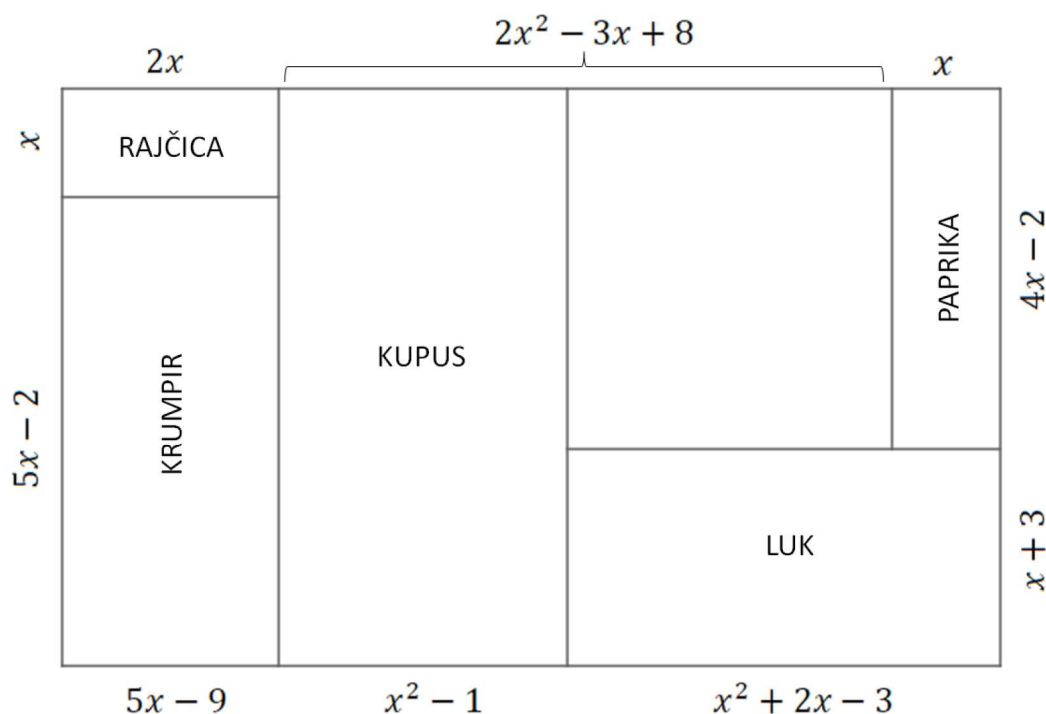 2x² − 3x + 8
2x
x
x
RAJČICA
KRUMPIR
KUPUS
PAPRIKA
4x − 2
5x − 2
LUK
x + 3
5x − 9
x² − 1
x² + 2x − 3